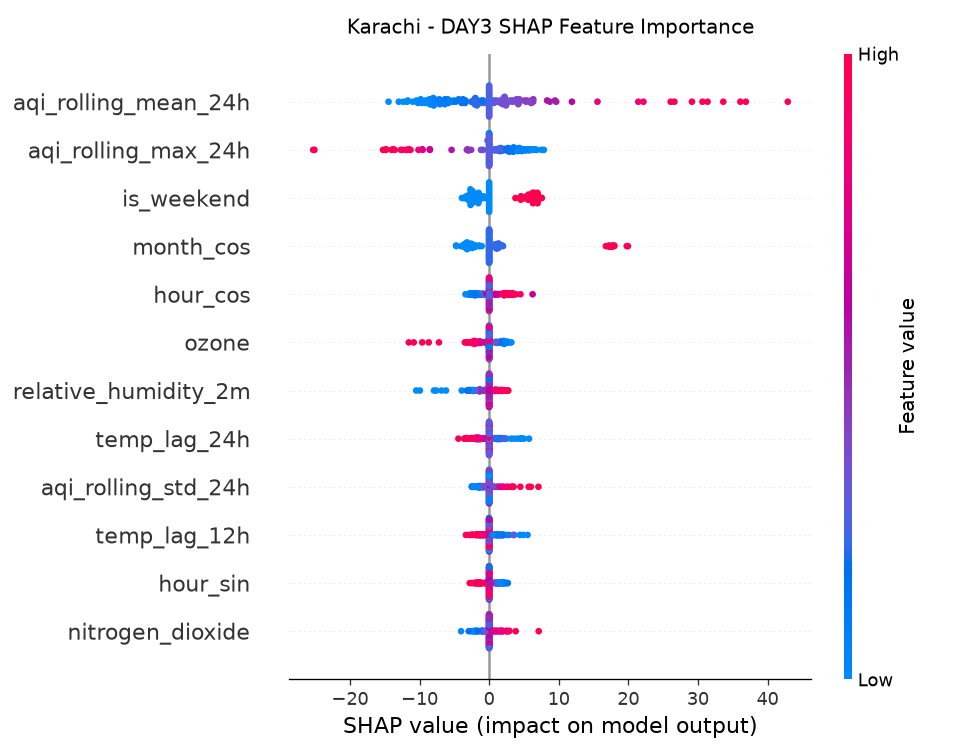 Karachi - DAY3 SHAP Feature Importance
High
aqi_rolling_mean_24h
aqi_rolling_max_24h
is_weekend
month_cos
hour_cos
ozone
relative_humidity_2m
temp_lag_24h
aqi_rolling_std_24h
temp_lag_12h
hour_sin
nitrogen_dioxide
Feature value
Low
−20 −10 0 10 20 30 40
SHAP value (impact on model output)